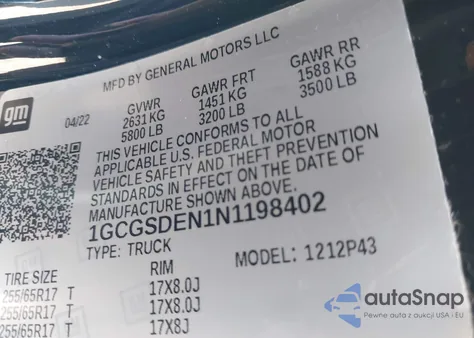 MFD BY GENERAL MOTORS LLC
gm
04/22
GVWR
2631 KG
5800 LB
GAWR FRT
1451 KG
3200 LB
GAWR RR
1588 KG
3500 LB
THIS VEHICLE CONFORMS TO ALL
APPLICABLE U.S. FEDERAL MOTOR
VEHICLE SAFETY AND THEFT PREVENTION
STANDARDS IN EFFECT ON THE DATE OF
MANUFACTURE SHOWN ABOVE.
1GCGSDEN1N1198402
TYPE: TRUCK
MODEL: 1212P43
TIRE SIZE
RIM
255/65R17 T
17X8.0J
255/65R17 T
17X8.0J
255/65R17 T
17X8J
autoSnap
Pewne auta z aukcji USA i EU